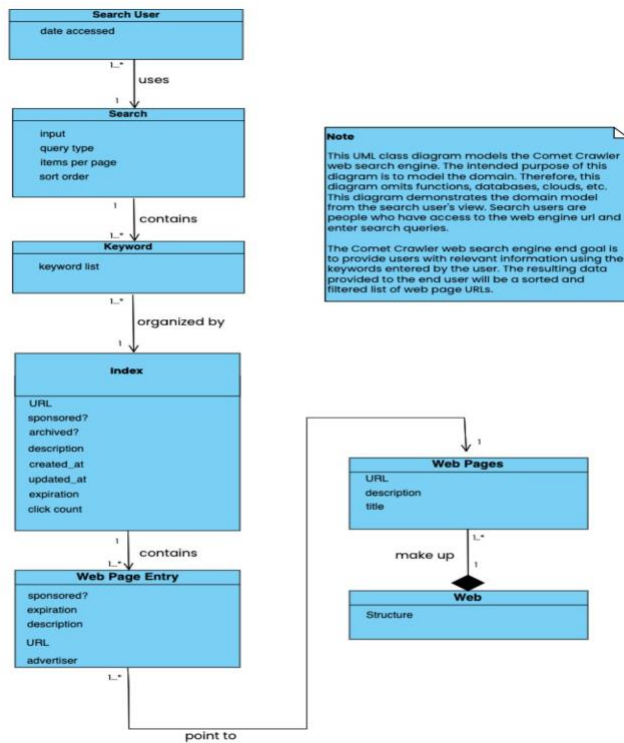 Search User
date accessed
1...*
uses
1
Search
input
query type
items per page
sort order
1
contains
1...*
Keyword
keyword list
1...*
organized by
1
Index
URL
sponsored?
archived?
description
created_at
updated_at
expiration
click count
1
contains
1...*
Web Page Entry
sponsored?
expiration
description
URL
advertiser
1...*
point to
Note
This UML class diagram models the Comet Crawler
web search engine. The intended purpose of this
diagram is to model the domain. Therefore, this
diagram omits functions, databases, clouds, etc.
This diagram demonstrates the domain model
from the search user's view. Search users are
people who have access to the web engine url and
enter search queries.
The Comet Crawler web search engine end goal is
to provide users with relevant information using the
keywords entered by the user. The resulting data
provided to the end user will be a sorted and
filtered list of web page URLs.
1
Web Pages
URL
description
title
1..*
make up
1
Web
Structure